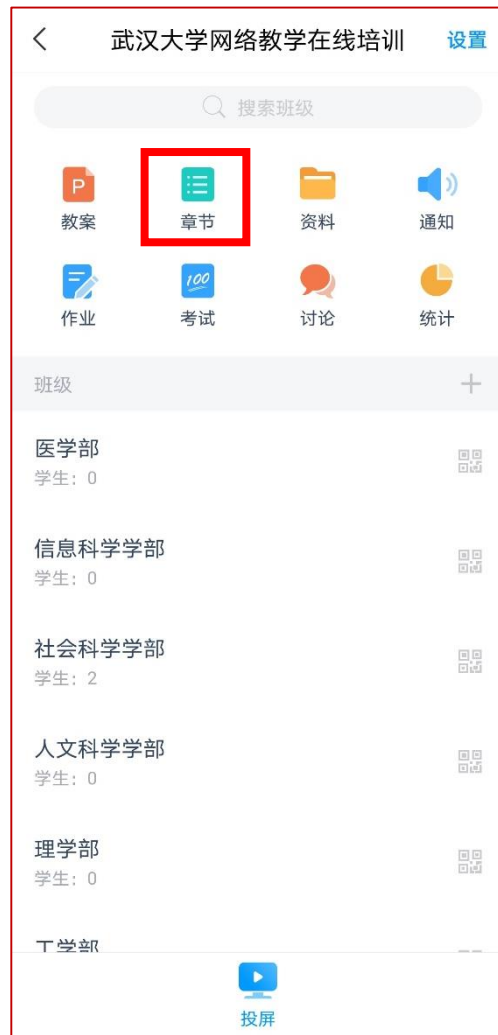 武汉大学网络教学在线培训 设置
搜索班级
P 100
教案 章节 资料 通知
作业 考试 讨论 统计
班级
医学部
学生: 0
信息科学学部
学生: 0
社会科学学部
学生: 2
人文科学学部
学生: 0
理学部
学生: 0
工学部
投屏